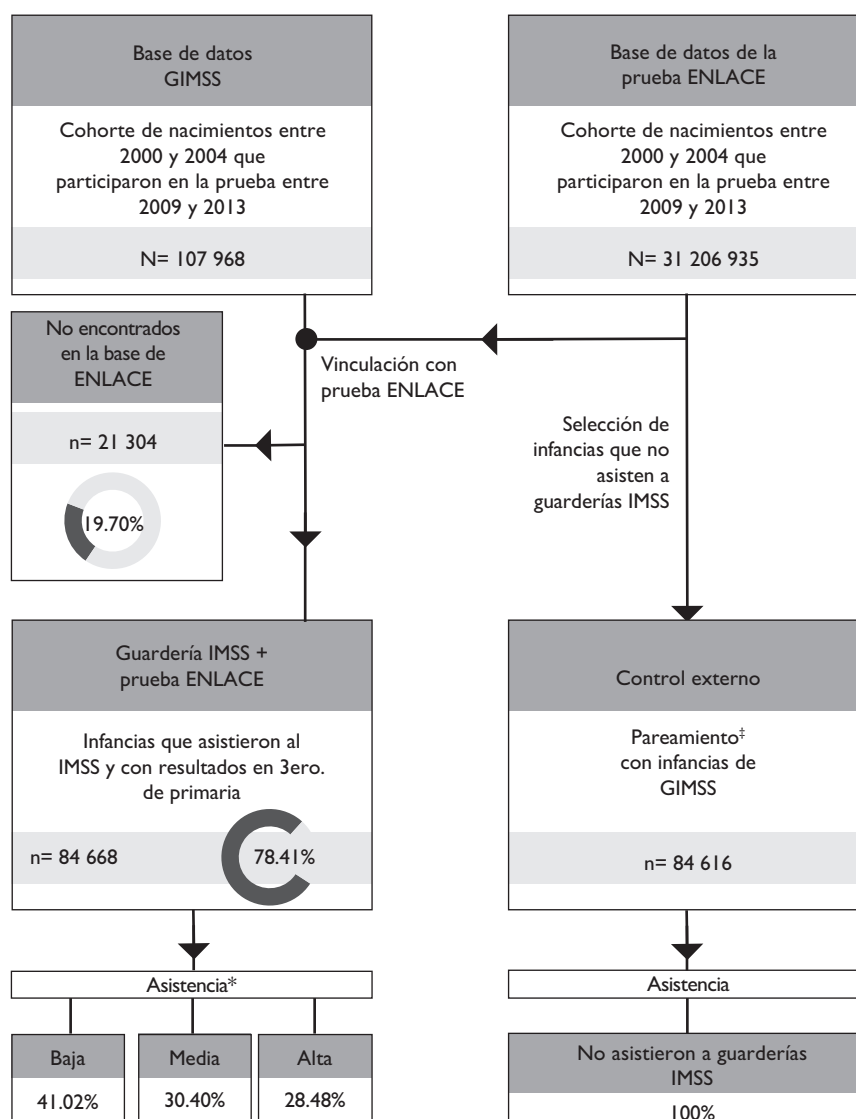 Base de datos
GIMSS
Cohorte de nacimientos entre
2000 y 2004 que
participaron en la prueba entre
2009 y 2013
N= 107 968
Base de datos de la
prueba ENLACE
Cohorte de nacimientos entre
2000 y 2004 que
participaron en la prueba entre
2009 y 2013
N= 31 206 935
No encontrados
en la base de
ENLACE
n= 21 304
19.70%
Vinculación con
prueba ENLACE
Selección de
infancias que no
asisten a
guarderías IMSS
Guardería IMSS +
prueba ENLACE
Infancias que asistieron al
IMSS y con resultados en 3ero.
de primaria
n= 84 668
78.41%
Control externo
Pareamiento‡
con infancias de
GIMSS
n= 84 616
Asistencia*
Baja
41.02%
Media
30.40%
Alta
28.48%
Asistencia
No asistieron a guarderías
IMSS
100%